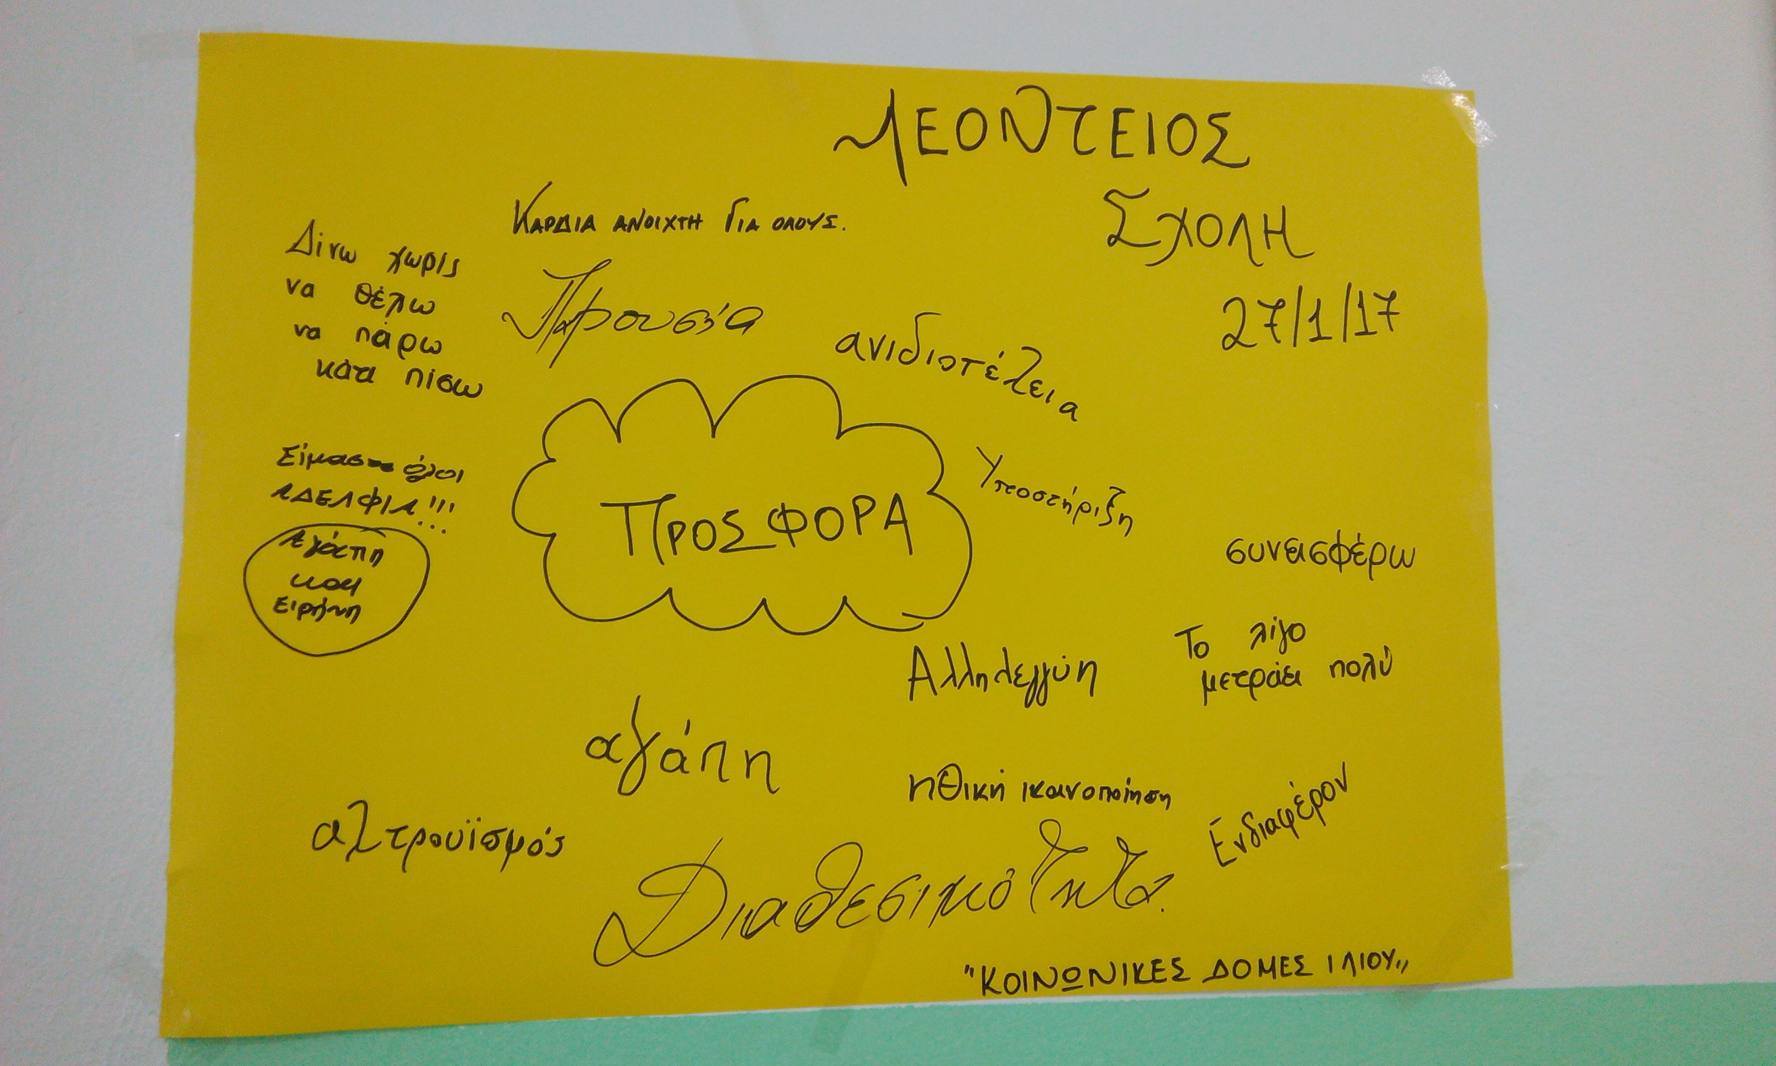 ΛΕΟΝΤΕΙΟΣ
ΣΧΟΛΗ
27/1/17
ΚΑΡΔΙΑ ΑΝΟΙΧΤΗ ΓΙΑ ΟΛΟΥΣ.
Δίνω χωρίς
να θέλω
να πάρω
κάτι πίσω
Παρουσία
ανιδιοτέλεια
Είμαστε όλοι
ΑΔΕΛΦΙΑ!!!
Αγάπη
και
ειρήνη
ΠΡΟΣΦΟΡΑ
Υποστήριξη
συνεισφέρω
Αλληλεγγύη
Το λίγο
μετράει πολύ
αγάπη
ηθική ικανοποίηση
Ενδιαφέρον
αλτρουϊσμός
Διαθεσιμότητα.
"ΚΟΙΝΩΝΙΚΕΣ ΔΟΜΕΣ ΙΛΙΟΥ"